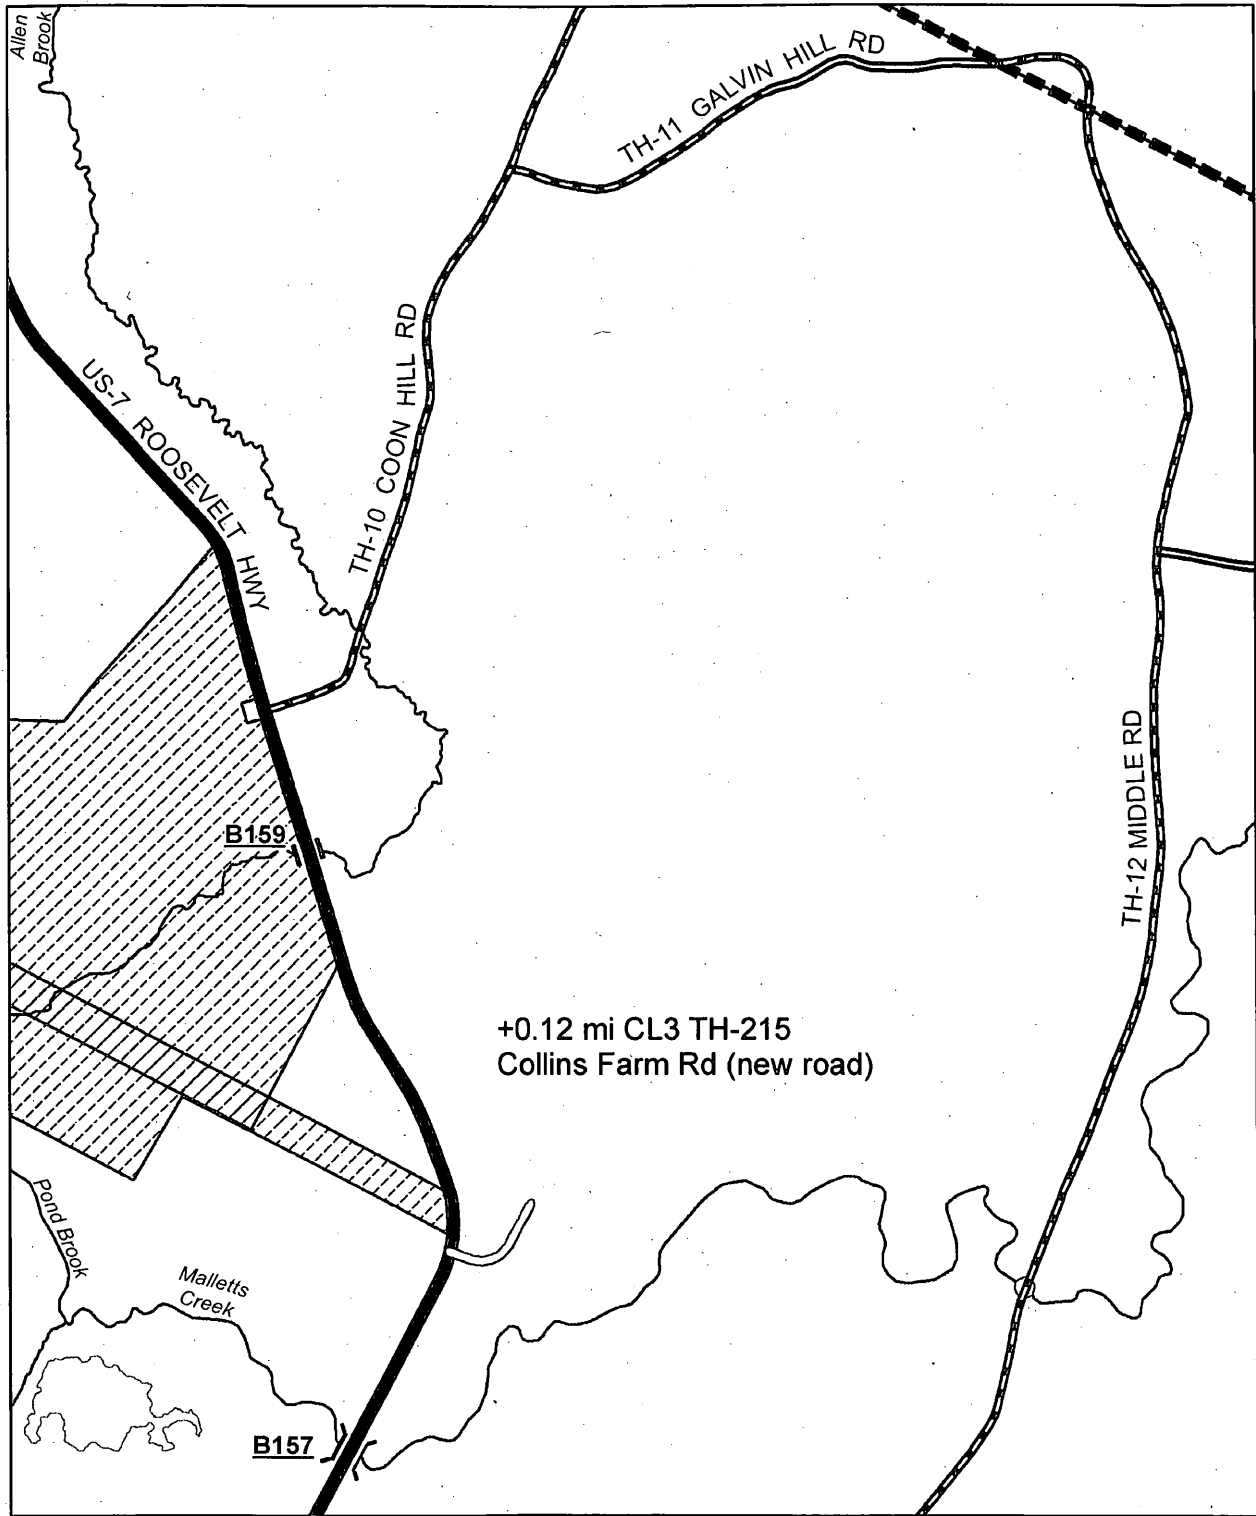 Allen
Brook
TH-11 GALVIN HILL RD
US-7 ROOSEVELT HWY
TH-10 COON HILL RD
TH-12 MIDDLE RD
B159
+0.12 mi CL3 TH-215
Collins Farm Rd (new road)
Pond Brook
Malletts
Creek
B157